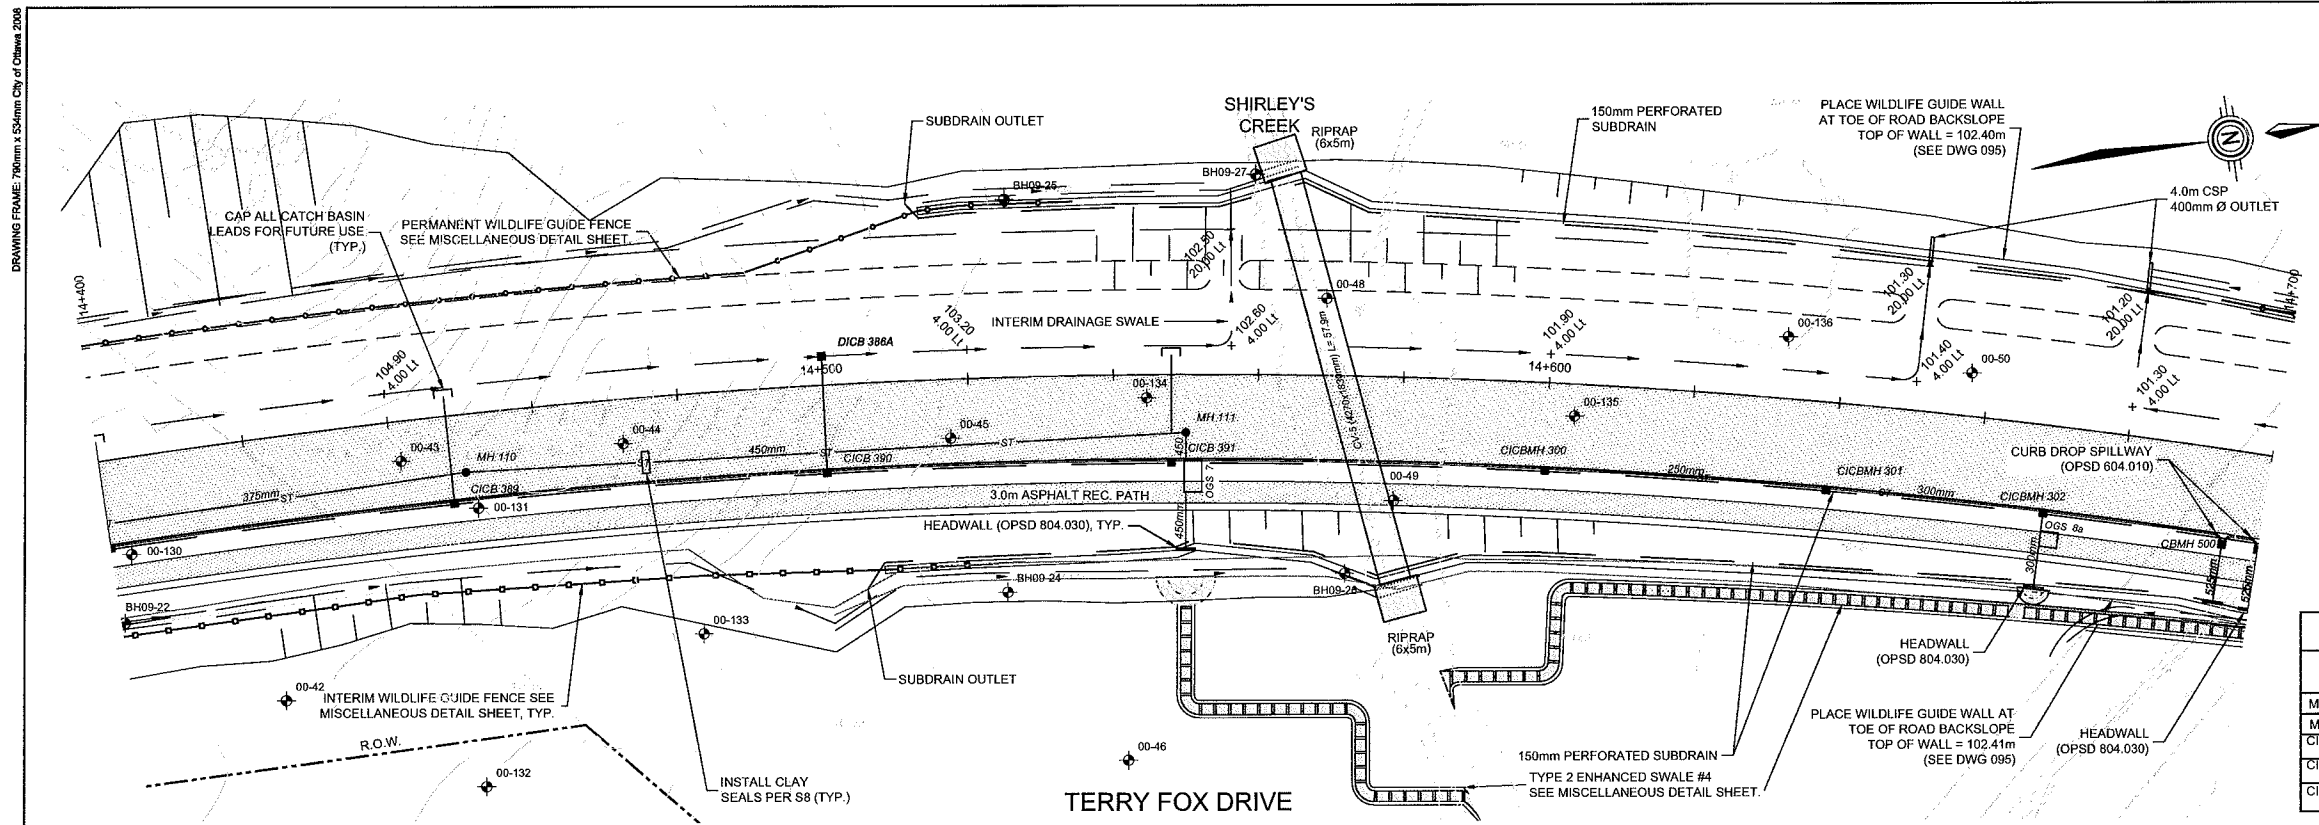 DRAWING FRAME: 790mm x 534mm City of Ottawa 2008
SHIRLEY'S
CREEK
RIPRAP
(6x5m)
SUBDRAIN OUTLET
150mm PERFORATED
SUBDRAIN
PLACE WILDLIFE GUIDE WALL
AT TOE OF ROAD BACKSLOPE
TOP OF WALL = 102.40m
(SEE DWG 095)
N
4.0m CSP
400mm Ø OUTLET
BH09-25
BH09-27
CAP ALL CATCH BASIN
LEADS FOR FUTURE USE
(TYP.)
PERMANENT WILDLIFE GUIDE FENCE
SEE MISCELLANEOUS DETAIL SHEET.
14+400
14+700
102.50
20.00 Lt
00-48
101.30
20.00 Lt
101.20
20.00 Lt
INTERIM DRAINAGE SWALE
103.20
4.00 Lt
102.60
4.00 Lt
101.90
4.00 Lt
00-136
101.40
4.00 Lt
00-50
101.30
4.00 Lt
104.90
4.00 Lt
DICB 386A
14+500
14+600
00-134
00-135
00-43
00-44
00-45
MH 110
450mm
ST
ST
ST
MH 111
450
CICB 391
CICB 390
CICB 389
375mm
ST
00-131
00-130
3.0m ASPHALT REC. PATH
OGS 7
450mm
00-49
CICBMH 300
250mm
CICBMH 301
ST
300mm
CICBMH 302
OGS 8a
300mm
CURB DROP SPILLWAY
(OPSD 604.010)
CBMH 500
525mm
525mm
HEADWALL (OPSD 804.030), TYP.
BH09-22
BH09-24
BH09-26
00-133
RIPRAP
(6x5m)
SUBDRAIN OUTLET
HEADWALL
(OPSD 804.030)
00-42
INTERIM WILDLIFE GUIDE FENCE SEE
MISCELLANEOUS DETAIL SHEET, TYP.
R.O.W.
00-132
INSTALL CLAY
SEALS PER S8 (TYP.)
00-46
TERRY FOX DRIVE
150mm PERFORATED SUBDRAIN
TYPE 2 ENHANCED SWALE #4
SEE MISCELLANEOUS DETAIL SHEET.
PLACE WILDLIFE GUIDE WALL AT
TOE OF ROAD BACKSLOPE
TOP OF WALL = 102.41m
(SEE DWG 095)
HEADWALL
(OPSD 804.030)
M
M
CI
CI
CI